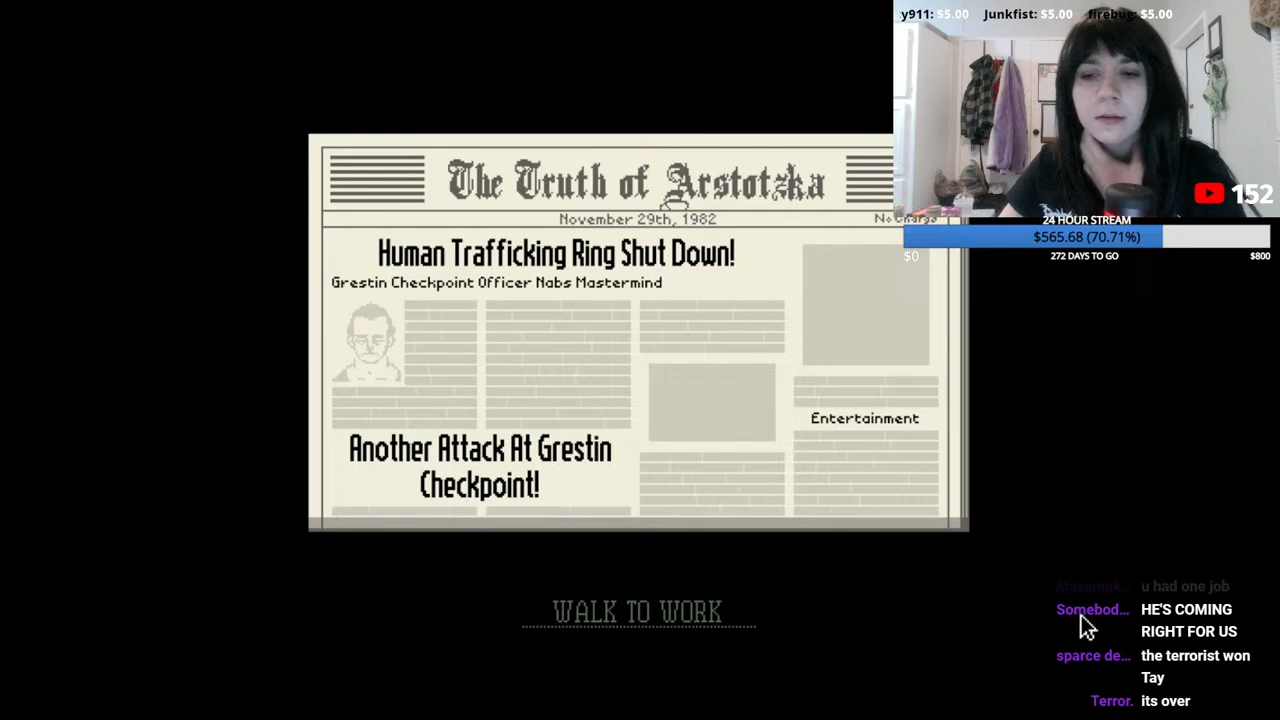 y911: $5.00 Junkfist: $5.00 firebug: $5.00
The Truth of Arstotzka
November 29th, 1982
Human Trafficking Ring Shut Down!
Grestin Checkpoint Officer Nabs Mastermind
Another Attack At Grestin
Checkpoint!
Entertainment
WALK TO WORK
152
24 HOUR STREAM
$565.68 (70.71%)
$0
272 DAYS TO GO
$800
u had one job
Somebod... HE'S COMING
RIGHT FOR US
sparce de... the terrorist won
Tay
Terror. its over